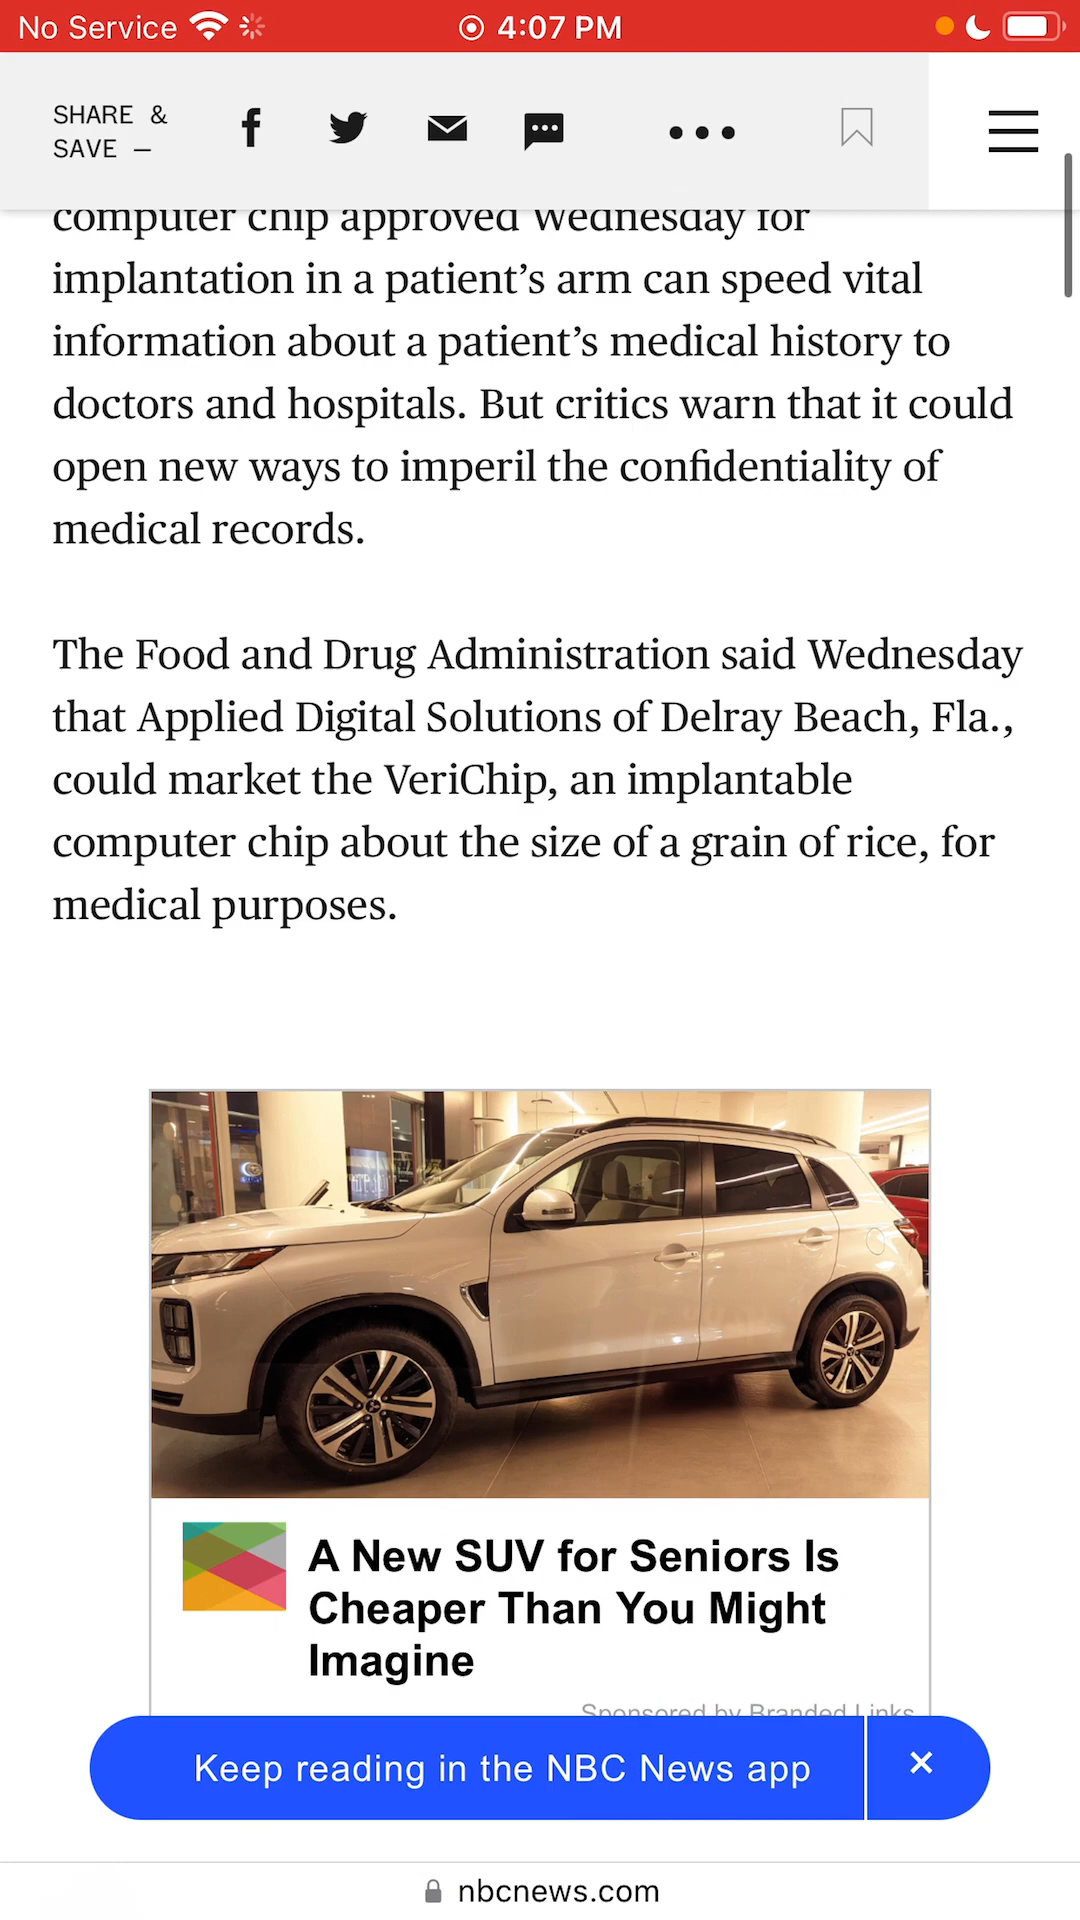 No Service 4:07 PM
SHARE &
SAVE —
computer chip approved Wednesday for
implantation in a patient’s arm can speed vital
information about a patient’s medical history to
doctors and hospitals. But critics warn that it could
open new ways to imperil the confidentiality of
medical records.
The Food and Drug Administration said Wednesday
that Applied Digital Solutions of Delray Beach, Fla.,
could market the VeriChip, an implantable
computer chip about the size of a grain of rice, for
medical purposes.
A New SUV for Seniors Is
Cheaper Than You Might
Imagine
Sponsored by Branded Links
Keep reading in the NBC News app
nbcnews.com